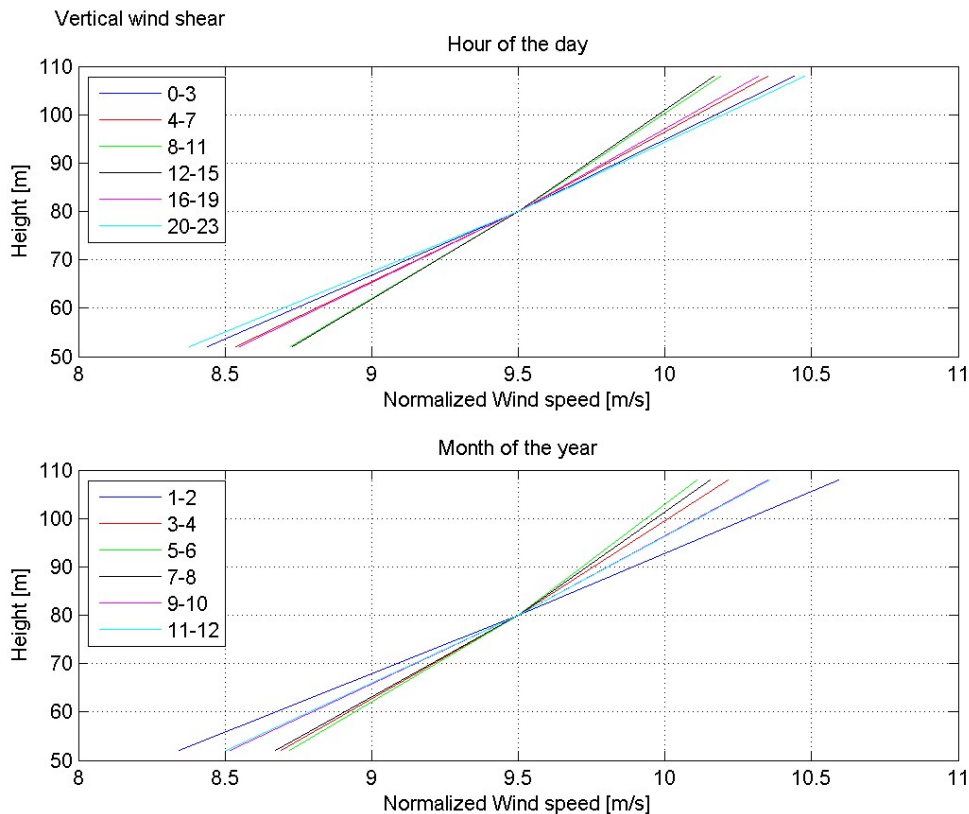 Vertical wind shear
Hour of the day
110
100
90
80
70
60
50
Height [m]
0-3
4-7
8-11
12-15
16-19
20-23
8 8.5 9 9.5 10 10.5 11
Normalized Wind speed [m/s]
Month of the year
110
100
90
80
70
60
50
Height [m]
1-2
3-4
5-6
7-8
9-10
11-12
8 8.5 9 9.5 10 10.5 11
Normalized Wind speed [m/s]